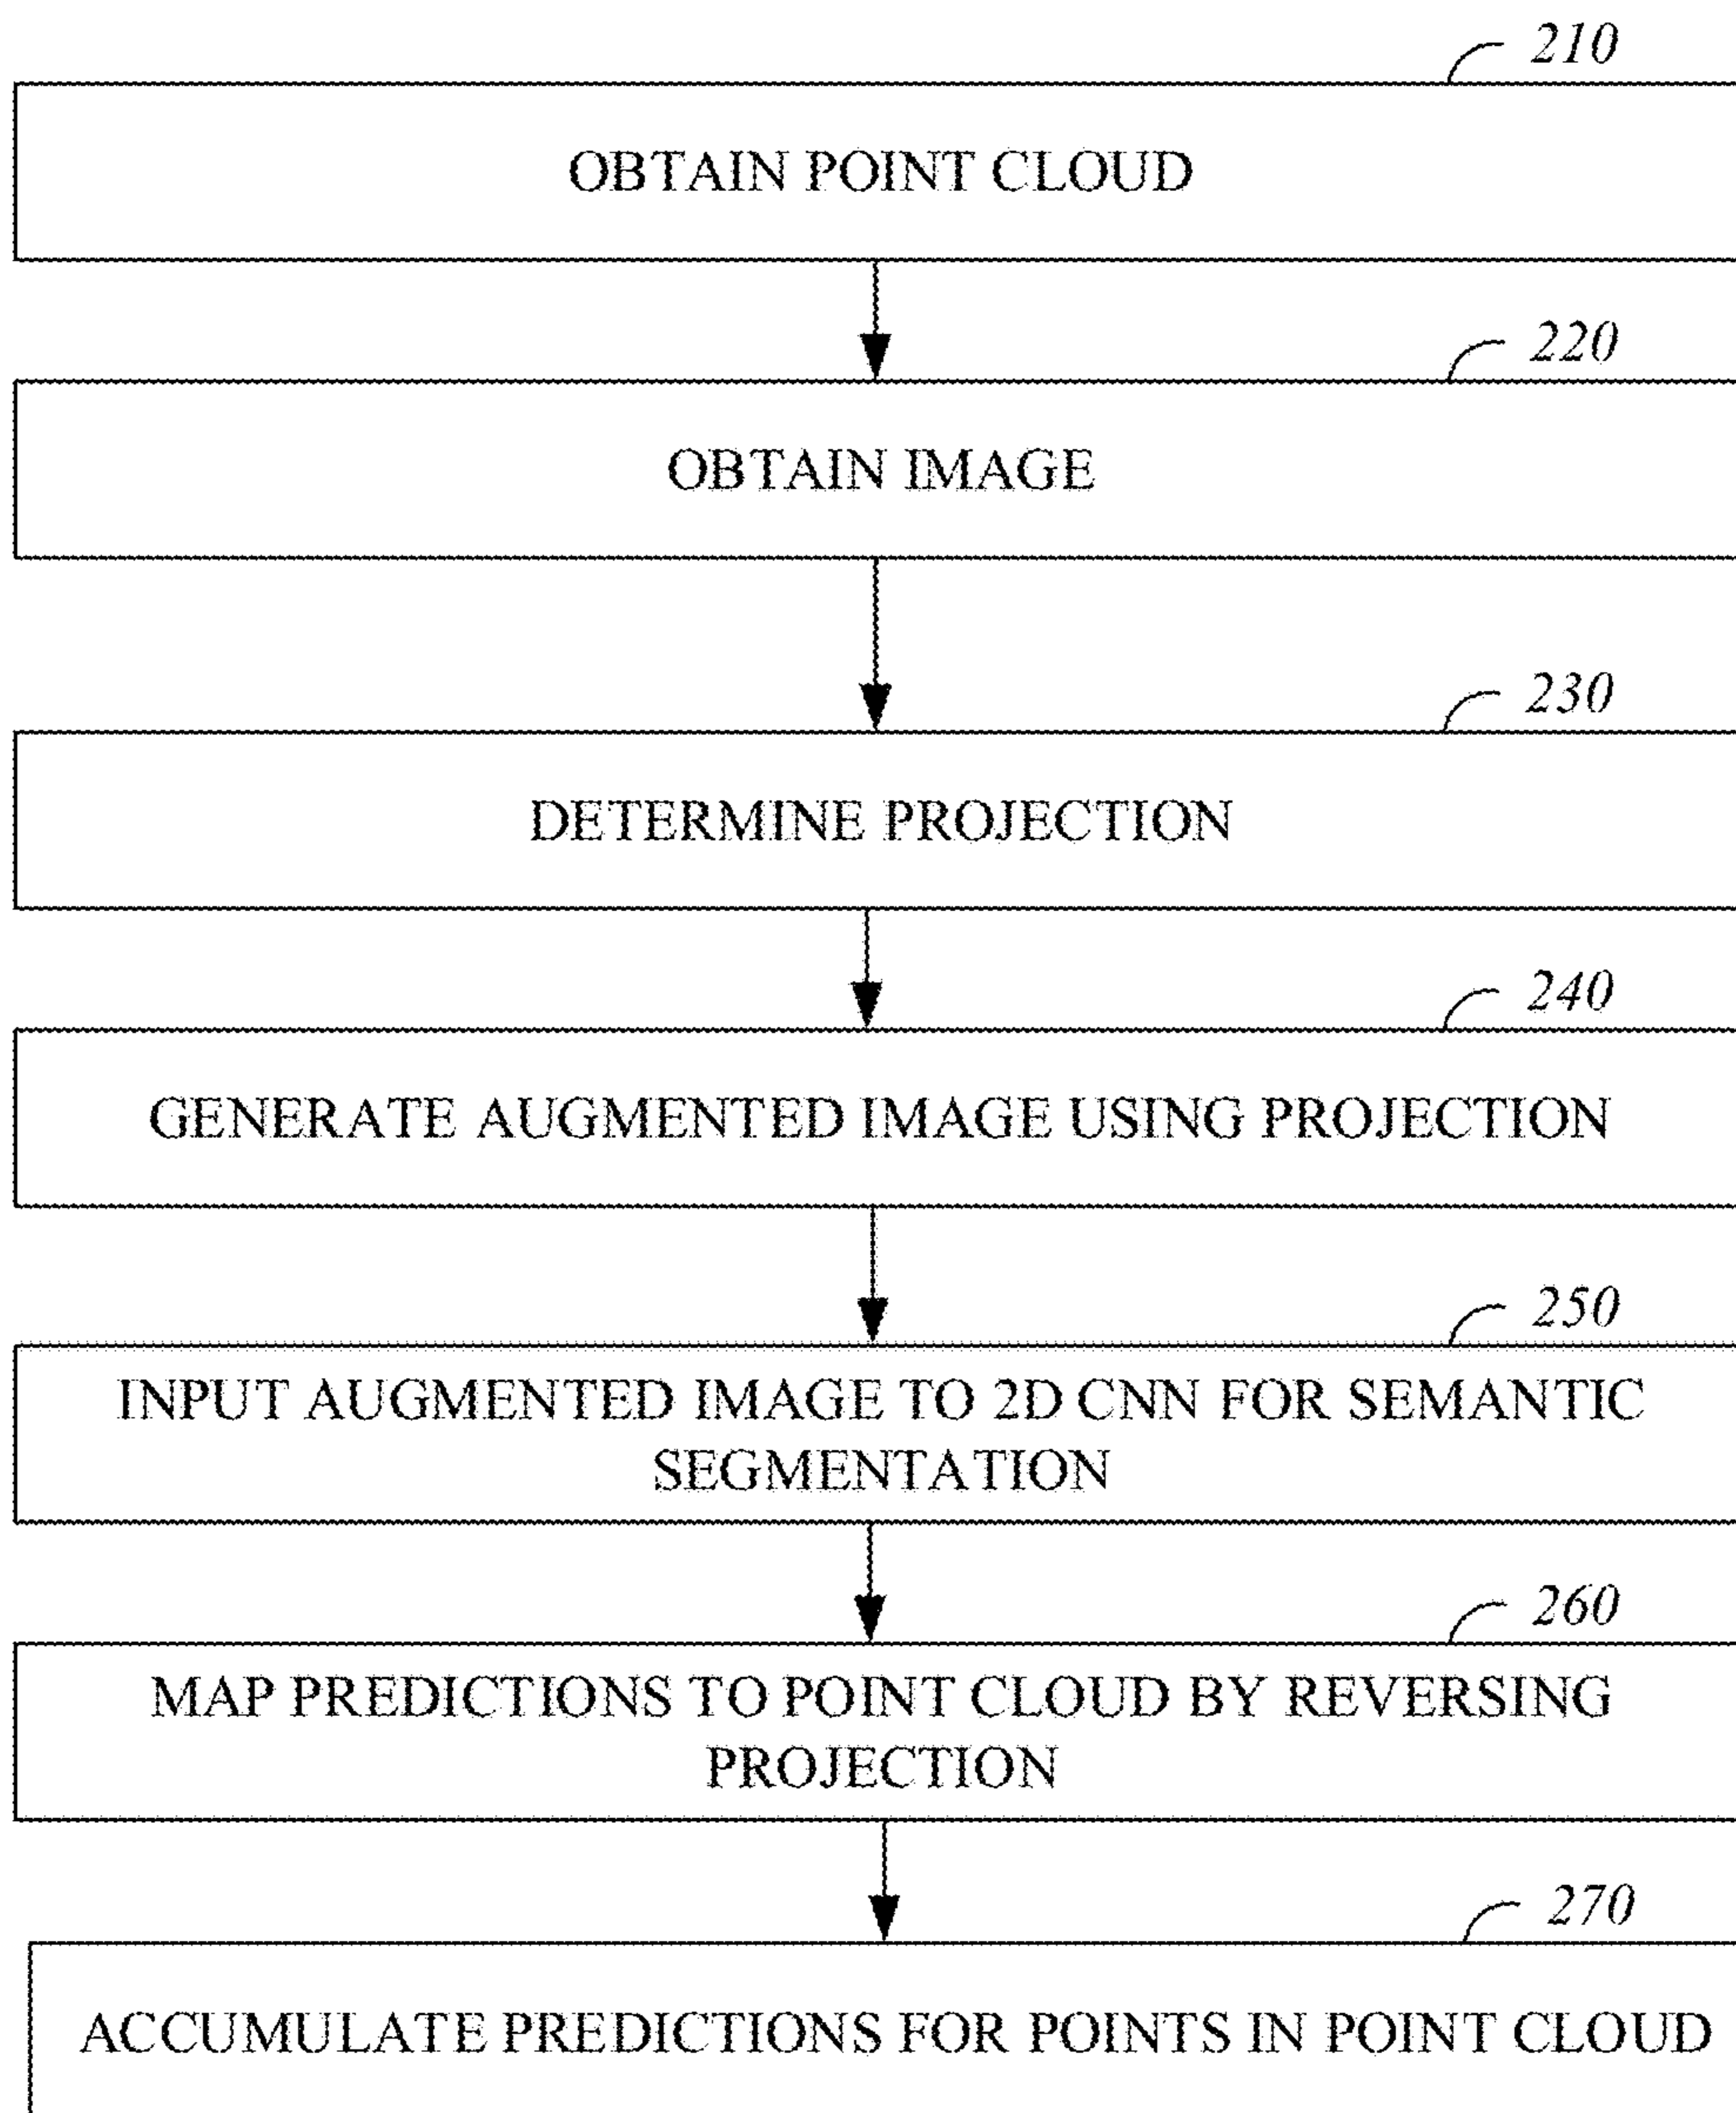 210
OBTAIN POINT CLOUD
220
OBTAIN IMAGE
230
DETERMINE PROJECTION
240
GENERATE AUGMENTED IMAGE USING PROJECTION
250
INPUT AUGMENTED IMAGE TO 2D CNN FOR SEMANTIC
SEGMENTATION
260
MAP PREDICTIONS TO POINT CLOUD BY REVERSING
PROJECTION
270
ACCUMULATE PREDICTIONS FOR POINTS IN POINT CLOUD